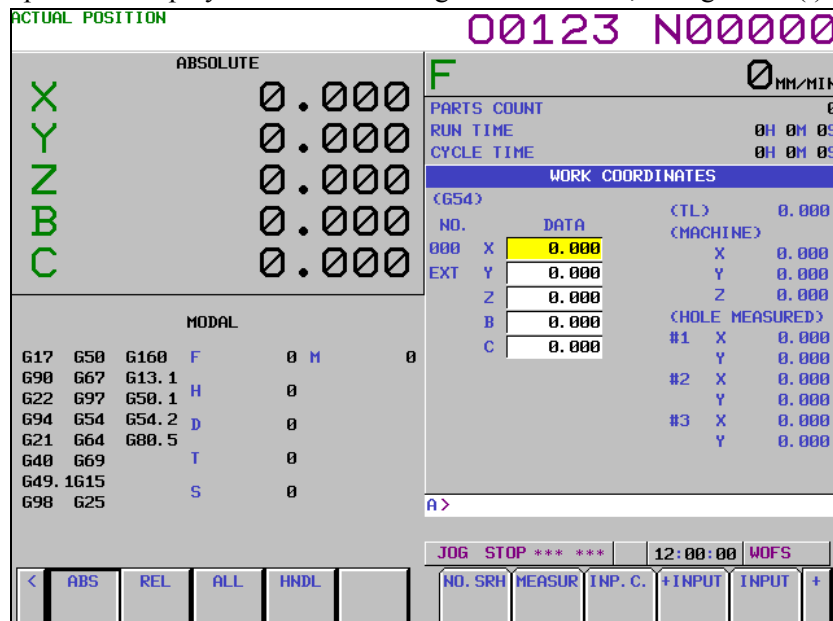 ACTUAL POSITION
O0123 N00000
ABSOLUTE
X 0.000
Y 0.000
Z 0.000
B 0.000
C 0.000
F 0 MM/MIN
PARTS COUNT 0
RUN TIME 0H 0M 0S
CYCLE TIME 0H 0M 0S
WORK COORDINATES
(G54)
NO. DATA
000 X 0.000
EXT Y 0.000
Z 0.000
B 0.000
C 0.000
(TL) 0.000
(MACHINE)
X 0.000
Y 0.000
Z 0.000
(HOLE MEASURED)
#1 X 0.000
Y 0.000
#2 X 0.000
Y 0.000
#3 X 0.000
Y 0.000
MODAL
G17 G50 G160 F 0 M 0
G90 G67 G13.1
G22 G97 G50.1 H 0
G94 G54 G54.2 D 0
G21 G64 G80.5
G40 G69 T 0
G49.1G15
G98 G25 S 0
A>
JOG STOP *** *** 12:00:00 WOFS
< ABS REL ALL HNDL
NO.SRH MEASUR INP.C. +INPUT INPUT +